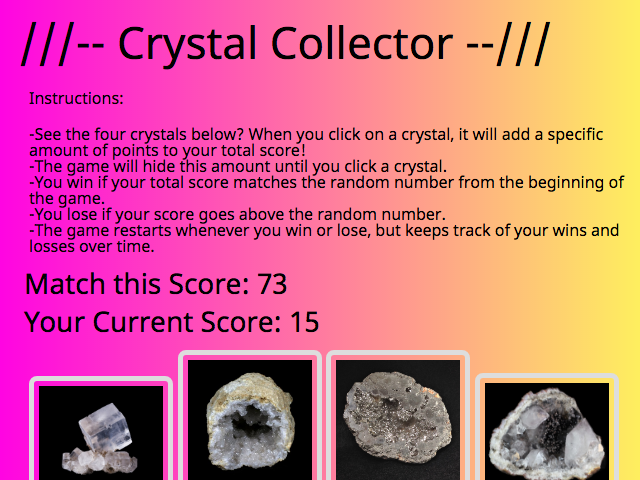 ///-- Crystal Collector --///
Instructions:
-See the four crystals below? When you click on a crystal, it will add a specific
amount of points to your total score!
-The game will hide this amount until you click a crystal.
-You win if your total score matches the random number from the beginning of
the game.
-You lose if your score goes above the random number.
-The game restarts whenever you win or lose, but keeps track of your wins and
losses over time.
Match this Score: 73
Your Current Score: 15